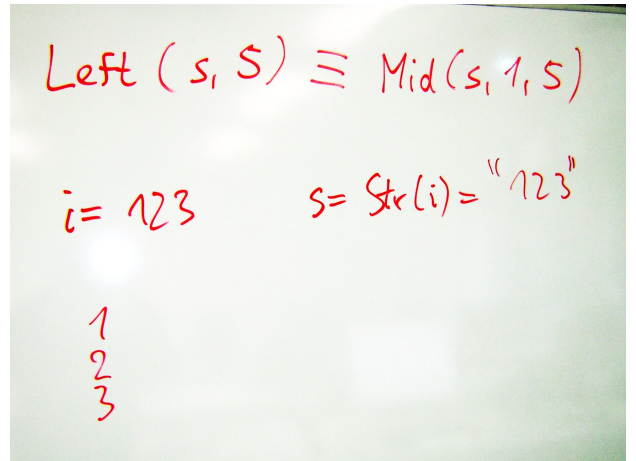 Left (s, 5) ≡ Mid(s, 1, 5)
i= 123 s= Str(i)= "123"
1
2
3